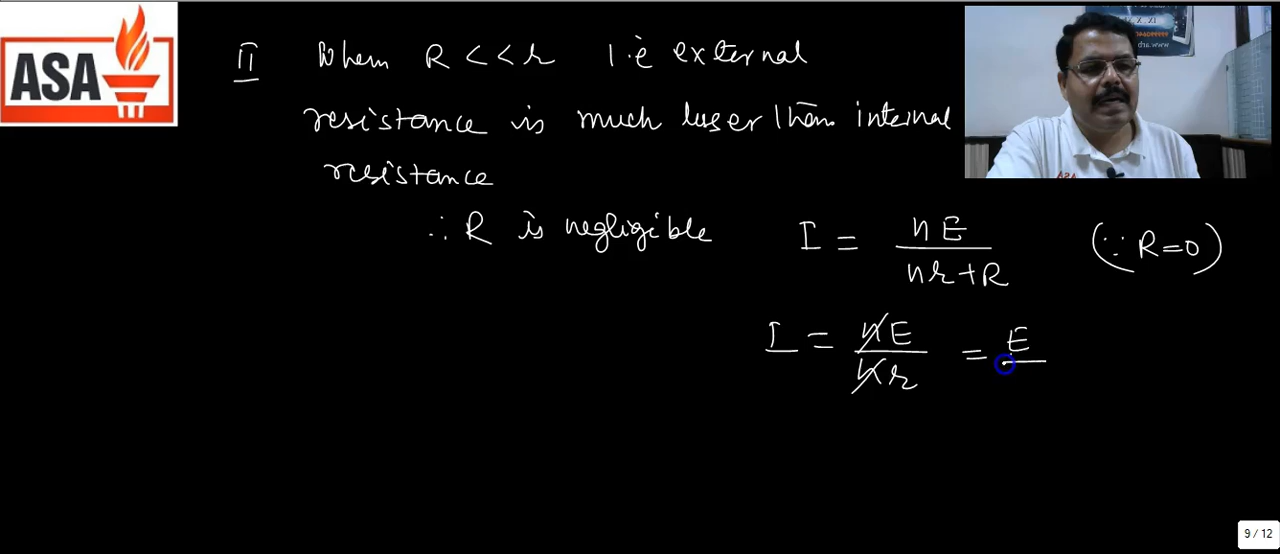 ASA
II When R << r i.e external
resistance is much lesser than internal
resistance
∴ R is negligible I = nE / nr+R (∵ R=0)
I = nE / nr = E
9 / 12